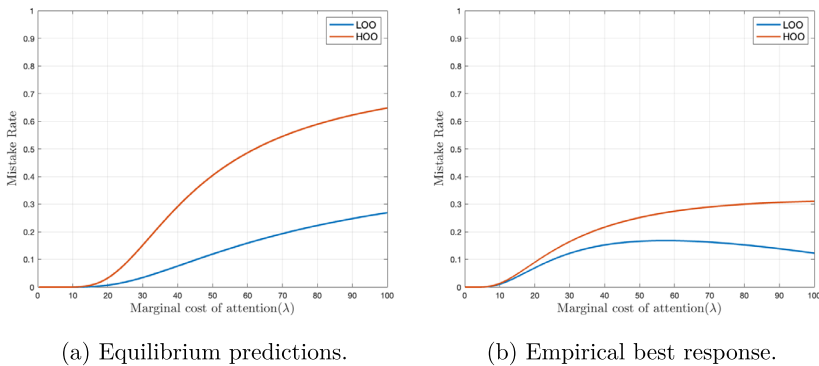 1
0.9
0.8
0.7
0.6
0.5
0.4
0.3
0.2
0.1
0
Mistake Rate
LOO
HOO
0 10 20 30 40 50 60 70 80 90 100
Marginal cost of attention(λ)
(a) Equilibrium predictions.
1
0.9
0.8
0.7
0.6
0.5
0.4
0.3
0.2
0.1
0
Mistake Rate
LOO
HOO
0 10 20 30 40 50 60 70 80 90 100
Marginal cost of attention(λ)
(b) Empirical best response.